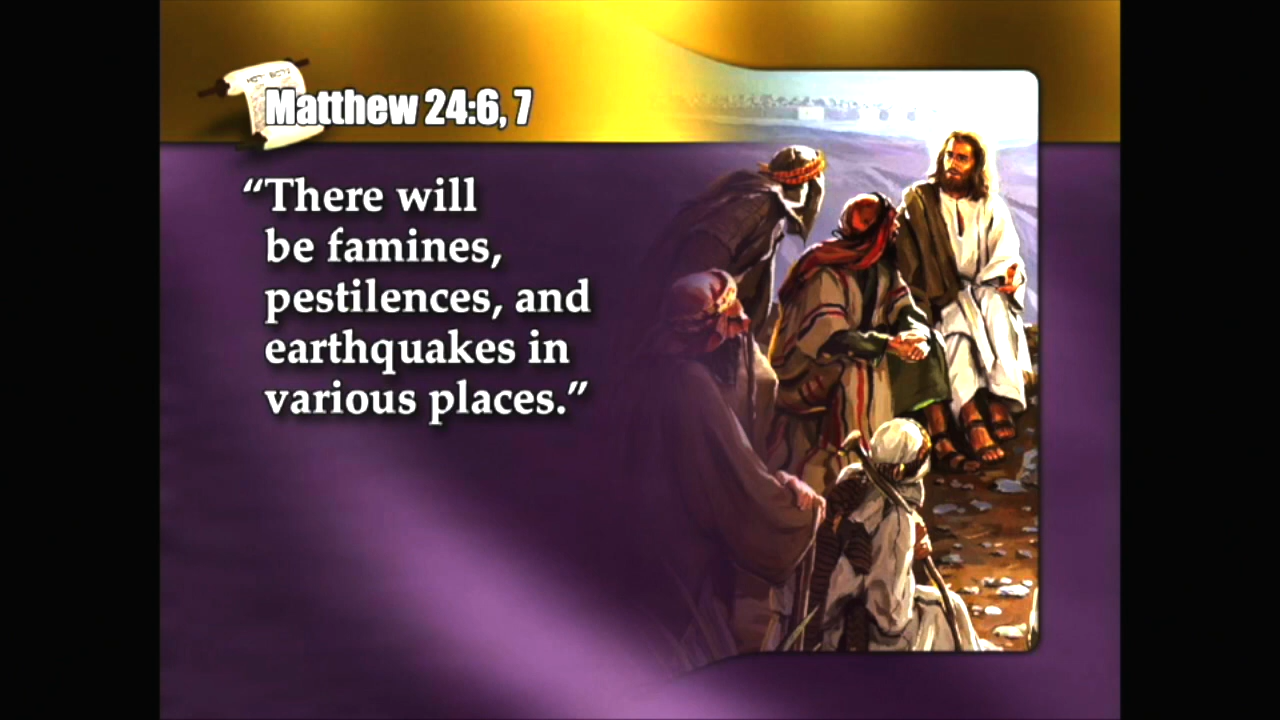 Matthew 24:6, 7
“There will
be famines,
pestilences, and
earthquakes in
various places.”